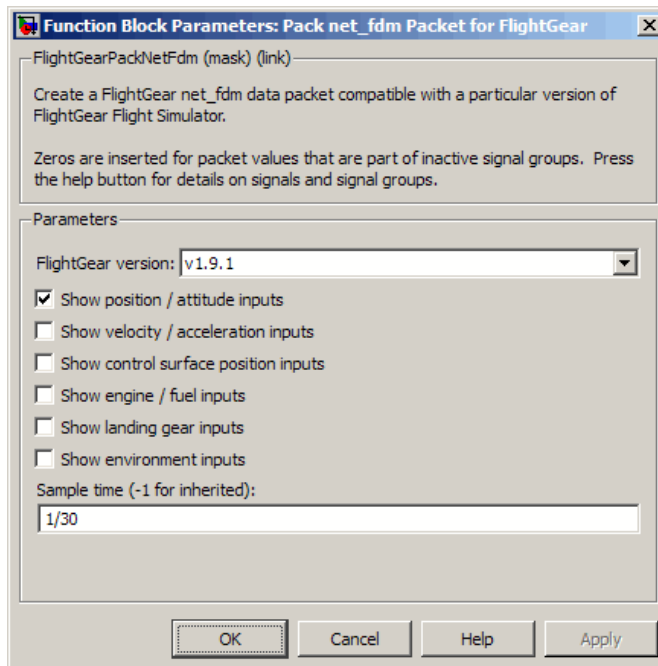 Function Block Parameters: Pack net_fdm Packet for FlightGear
FlightGearPackNetFdm (mask) (link)
Create a FlightGear net_fdm data packet compatible with a particular version of
FlightGear Flight Simulator.
Zeros are inserted for packet values that are part of inactive signal groups.  Press
the help button for details on signals and signal groups.
Parameters
FlightGear version: v1.9.1
Show position / attitude inputs
Show velocity / acceleration inputs
Show control surface position inputs
Show engine / fuel inputs
Show landing gear inputs
Show environment inputs
Sample time (-1 for inherited):
1/30
OK Cancel Help Apply